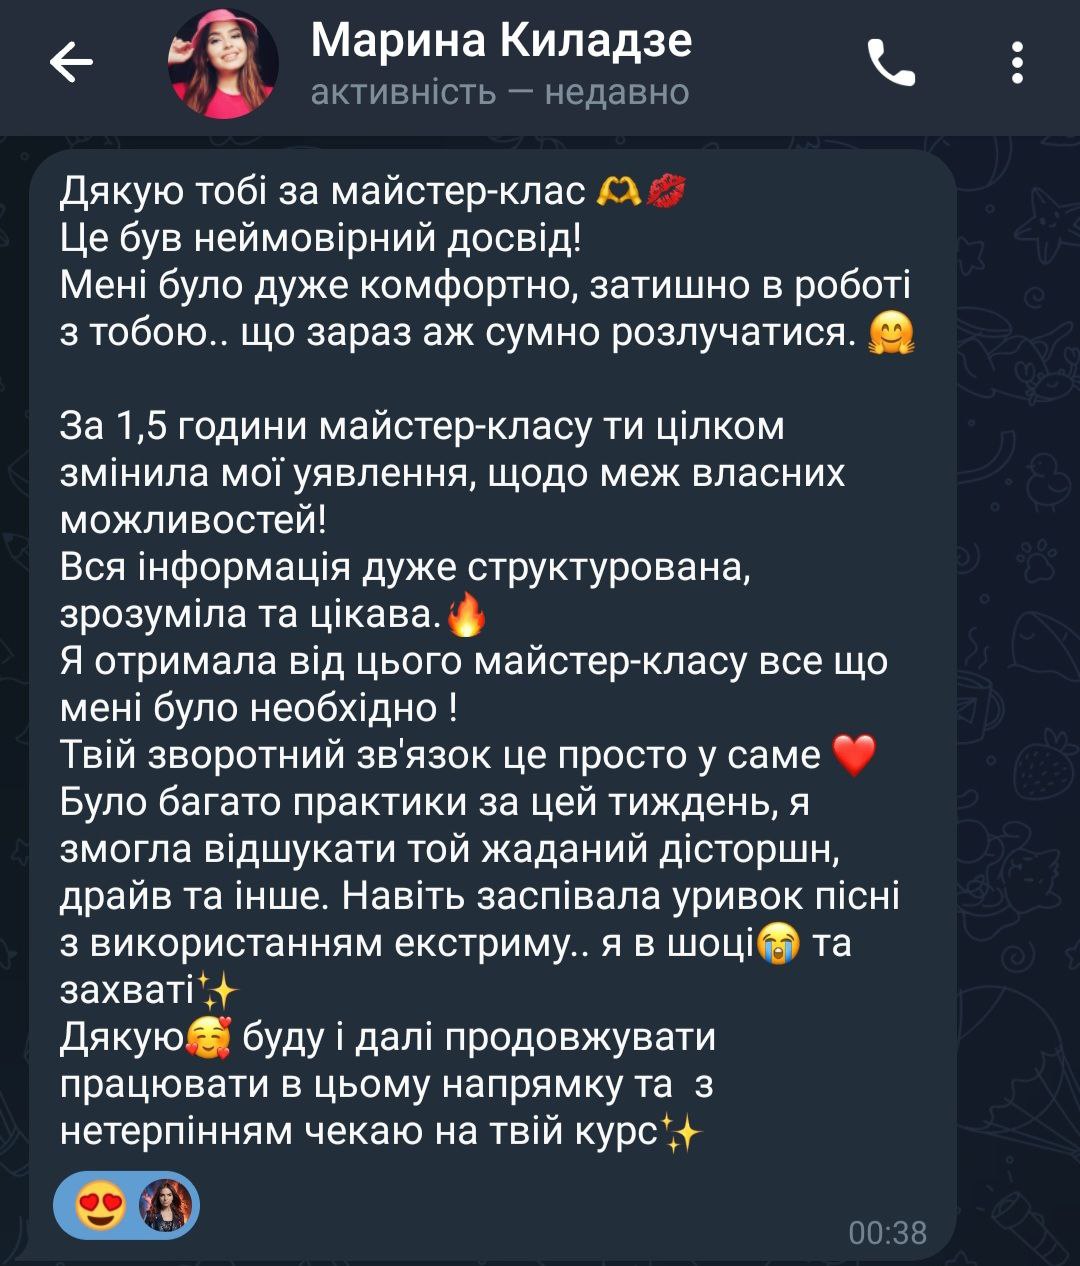 Марина Киладзе
активність — недавно
Дякую тобі за майстер-клас 🫶💋
Це був неймовірний досвід!
Мені було дуже комфортно, затишно в роботі
з тобою.. що зараз аж сумно розлучатися. 🤗
За 1,5 години майстер-класу ти цілком
змінила мої уявлення, щодо меж власних
можливостей!
Вся інформація дуже структурована,
зрозуміла та цікава.🔥
Я отримала від цього майстер-класу все що
мені було необхідно !
Твій зворотний зв'язок це просто у саме ❤️
Було багато практики за цей тиждень, я
змогла відшукати той жаданий дісторшн,
драйв та інше. Навіть заспівала уривок пісні
з використанням екстриму.. я в шоці😭 та
захваті✨
Дякую🥰 буду і далі продовжувати
працювати в цьому напрямку та  з
нетерпінням чекаю на твій курс✨
😍
00:38